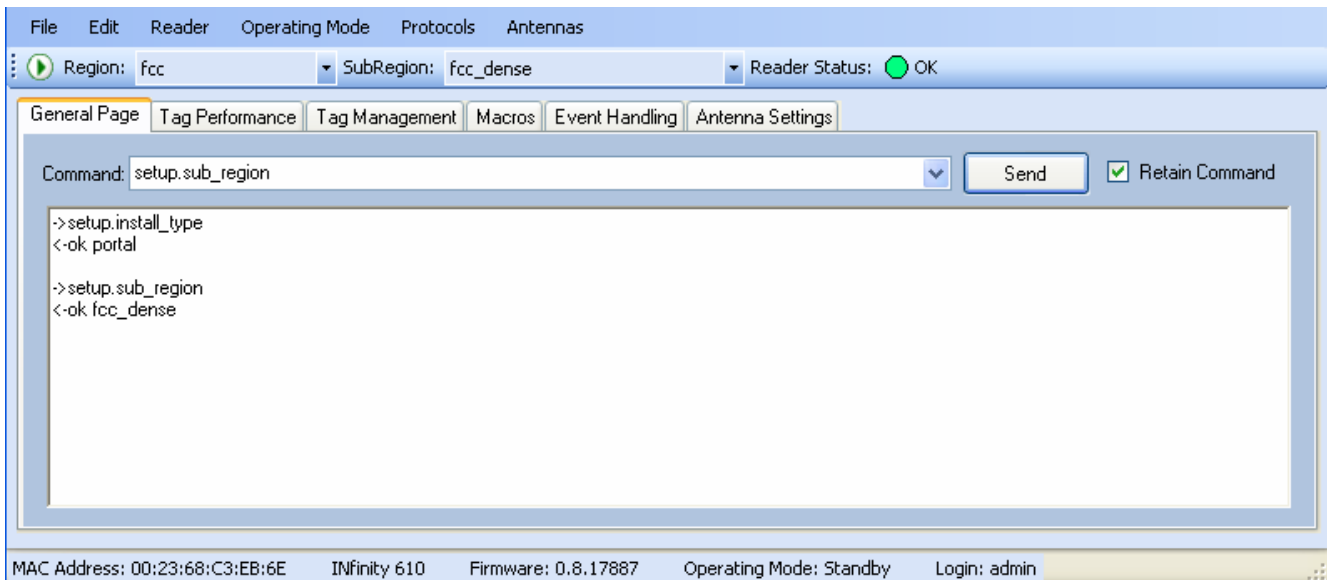 File Edit Reader Operating Mode Protocols Antennas
Region: fcc SubRegion: fcc_dense Reader Status: OK
General Page Tag Performance Tag Management Macros Event Handling Antenna Settings
Command: setup.sub_region Send Retain Command
->setup.install_type
<-ok portal
->setup.sub_region
<-ok fcc_dense
MAC Address: 00:23:68:C3:EB:6E INfinity 610 Firmware: 0.8.17887 Operating Mode: Standby Login: admin